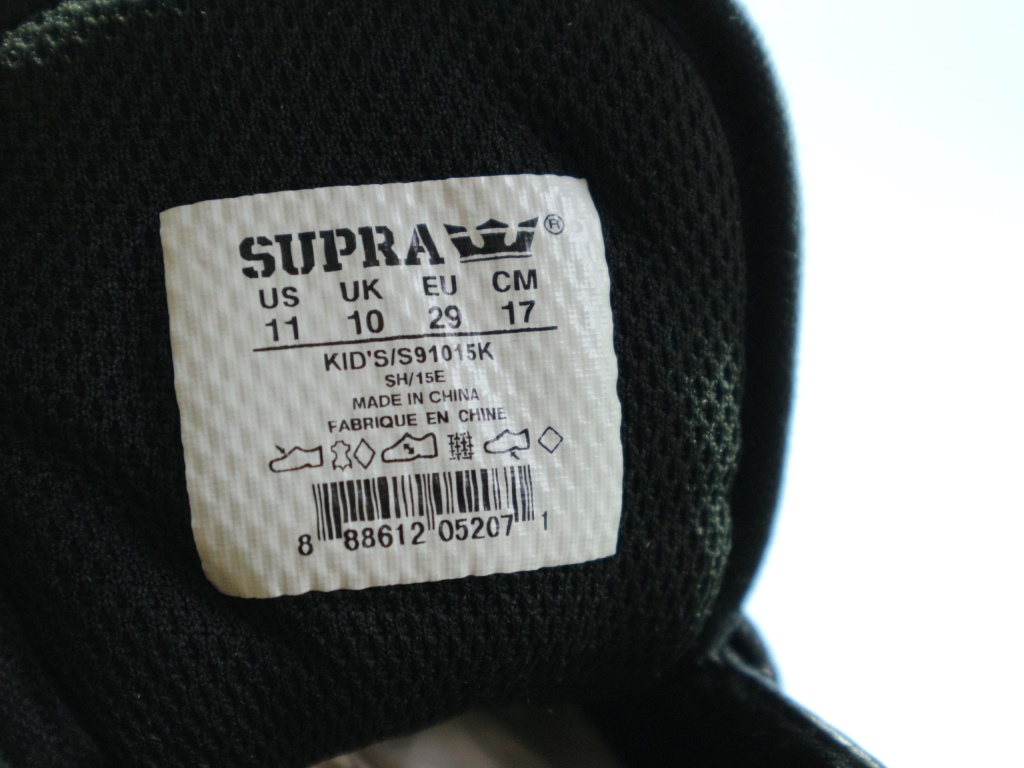 SUPRA ®
US UK EU CM
11 10 29 17
KID'S/S91015K
SH/15E
MADE IN CHINA
FABRIQUE EN CHINE
8 88612 05207 1